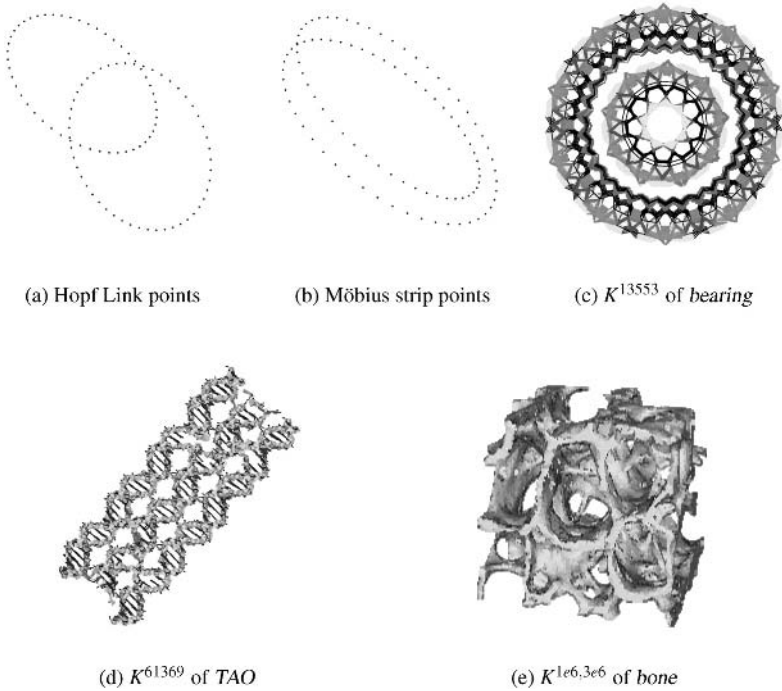 (a) Hopf Link points
(b) Möbius strip points
(c) K^13553 of bearing
(d) K^61369 of TAO
(e) K^1e6,3e6 of bone